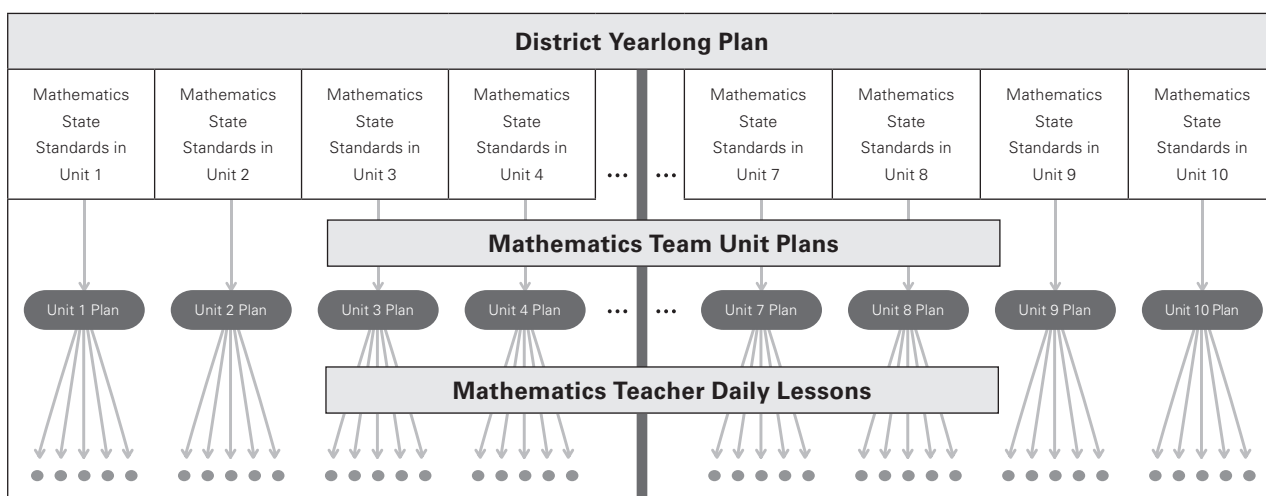 District Yearlong Plan
Mathematics
State
Standards in
Unit 1
Mathematics
State
Standards in
Unit 2
Mathematics
State
Standards in
Unit 3
Mathematics
State
Standards in
Unit 4
... ...
Mathematics
State
Standards in
Unit 7
Mathematics
State
Standards in
Unit 8
Mathematics
State
Standards in
Unit 9
Mathematics
State
Standards in
Unit 10
Mathematics Team Unit Plans
Unit 1 Plan
Unit 2 Plan
Unit 3 Plan
Unit 4 Plan
... ...
Unit 7 Plan
Unit 8 Plan
Unit 9 Plan
Unit 10 Plan
Mathematics Teacher Daily Lessons